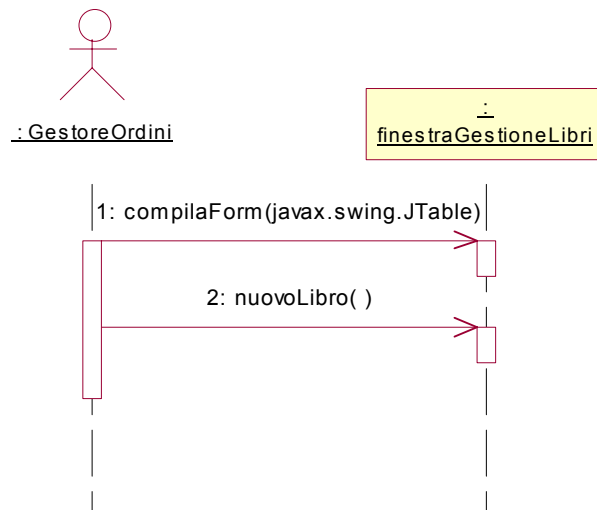 : GestoreOrdini
:
finestraGestioneLibri
1: compilaForm(javax.swing.JTable)
2: nuovoLibro( )